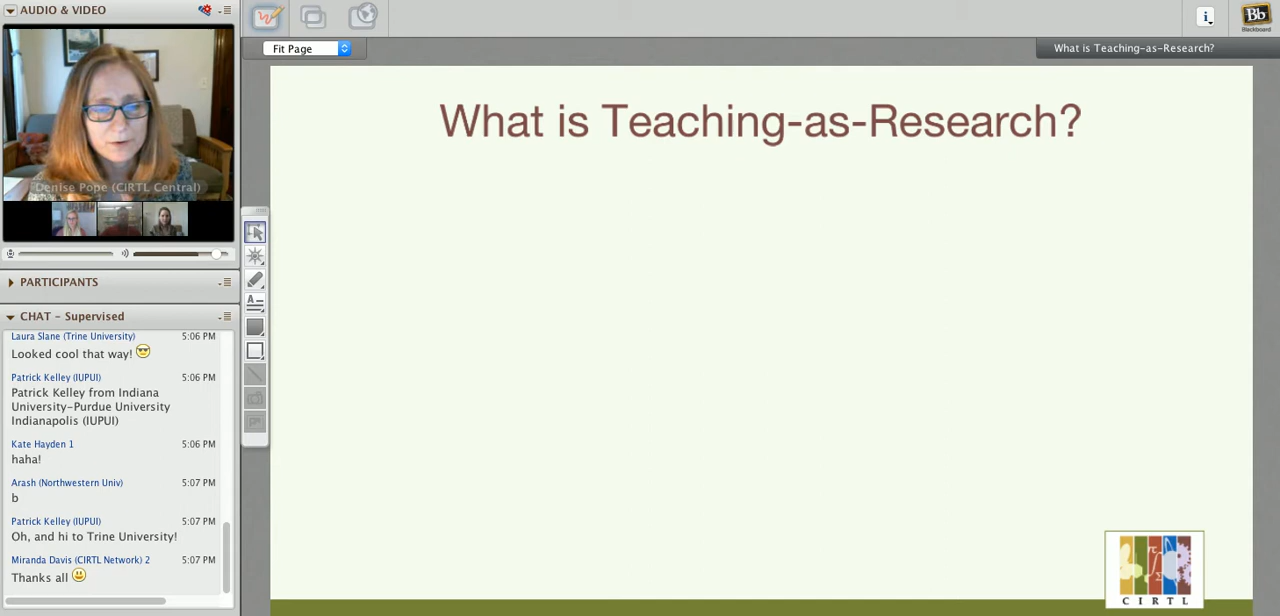 AUDIO & VIDEO
Denise Pope (CIRTL Central)
PARTICIPANTS
CHAT - Supervised
Laura Slane (Trine University) 5:06 PM
Looked cool that way!
Patrick Kelley (IUPUI) 5:06 PM
Patrick Kelley from Indiana
University-Purdue University
Indianapolis (IUPUI)
Kate Hayden 1 5:06 PM
haha!
Arash (Northwestern Univ) 5:07 PM
b
Patrick Kelley (IUPUI) 5:07 PM
Oh, and hi to Trine University!
Miranda Davis (CIRTL Network) 2 5:07 PM
Thanks all
Fit Page
i
Bb
Blackboard
What is Teaching-as-Research?
A
What is Teaching-as-Research?
CIRTL